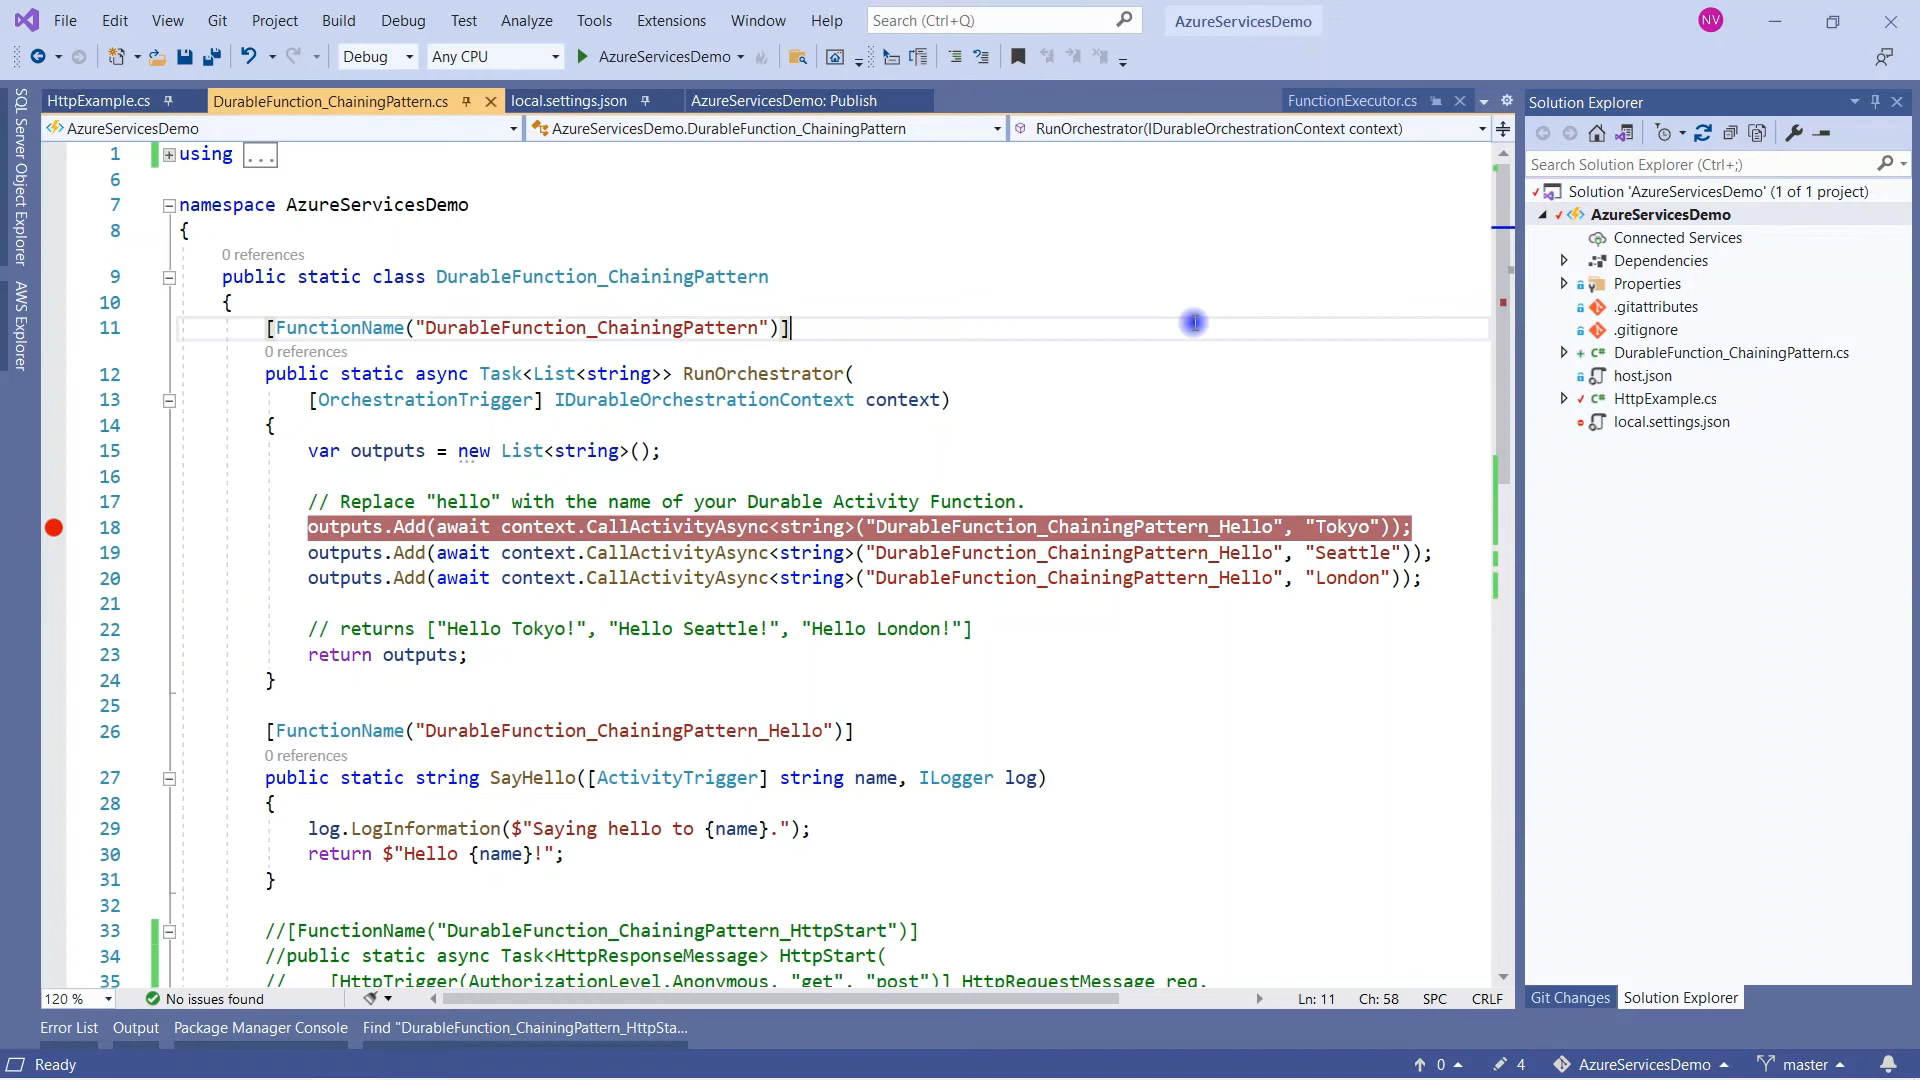 File Edit View Git Project Build Debug Test Analyze Tools Extensions Window Help Search (Ctrl+Q) AzureServicesDemo NV
Debug Any CPU AzureServicesDemo
HttpExample.cs DurableFunction_ChainingPattern.cs local.settings.json AzureServicesDemo: Publish FunctionExecutor.cs
AzureServicesDemo AzureServicesDemo.DurableFunction_ChainingPattern RunOrchestrator(IDurableOrchestrationContext context)
SQL Server Object Explorer
AWS Explorer
1 using ...
6
7 namespace AzureServicesDemo
8 {
0 references
9 public static class DurableFunction_ChainingPattern
10 {
11 [FunctionName("DurableFunction_ChainingPattern")]
0 references
12 public static async Task<List<string>> RunOrchestrator(
13 [OrchestrationTrigger] IDurableOrchestrationContext context)
14 {
15 var outputs = new List<string>();
16
17 // Replace "hello" with the name of your Durable Activity Function.
18 outputs.Add(await context.CallActivityAsync<string>("DurableFunction_ChainingPattern_Hello", "Tokyo"));
19 outputs.Add(await context.CallActivityAsync<string>("DurableFunction_ChainingPattern_Hello", "Seattle"));
20 outputs.Add(await context.CallActivityAsync<string>("DurableFunction_ChainingPattern_Hello", "London"));
21
22 // returns ["Hello Tokyo!", "Hello Seattle!", "Hello London!"]
23 return outputs;
24 }
25
26 [FunctionName("DurableFunction_ChainingPattern_Hello")]
0 references
27 public static string SayHello([ActivityTrigger] string name, ILogger log)
28 {
29 log.LogInformation($"Saying hello to {name}.");
30 return $"Hello {name}!";
31 }
32
33 //[FunctionName("DurableFunction_ChainingPattern_HttpStart")]
34 //public static async Task<HttpResponseMessage> HttpStart(
35 // [HttpTrigger(AuthorizationLevel.Anonymous, "get", "post")] HttpRequestMessage req,
120 % No issues found Ln: 11 Ch: 58 SPC CRLF
Solution Explorer
Search Solution Explorer (Ctrl+;)
Solution 'AzureServicesDemo' (1 of 1 project)
AzureServicesDemo
Connected Services
Dependencies
Properties
.gitattributes
.gitignore
DurableFunction_ChainingPattern.cs
host.json
HttpExample.cs
local.settings.json
Git Changes Solution Explorer
Error List Output Package Manager Console Find "DurableFunction_ChainingPattern_HttpSta...
Ready 0 4 AzureServicesDemo master